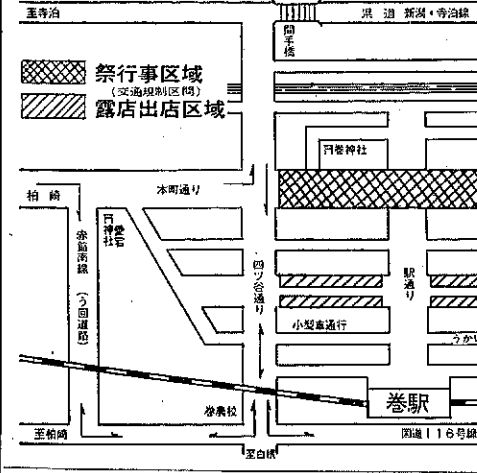 至寺泊
県道 新潟・寺泊線
間手橋
祭行事区域
(交通規制区間)
露店出店区域
巻神社
本町通り
柏崎
愛宕神社
赤鏥南線 (う回道路)
四ツ谷通り
駅通り
小型車通行
うかい
巻農校
巻駅
至柏崎
国道116号線
至白根